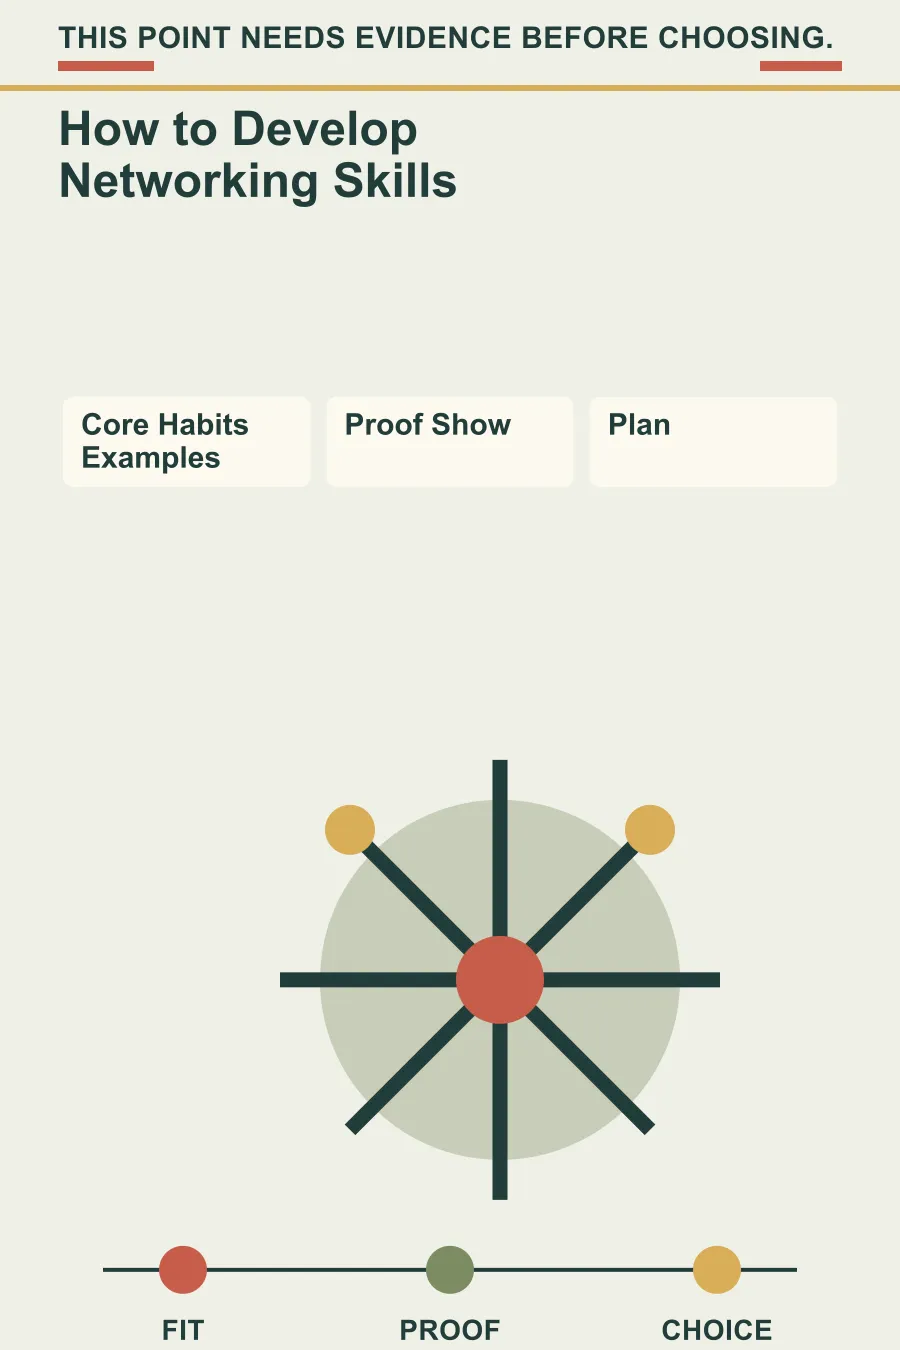 THIS POINT NEEDS EVIDENCE BEFORE CHOOSING.
How to Develop
Networking Skills
Core Habits
Examples
Proof Show
Plan
FIT
PROOF
CHOICE